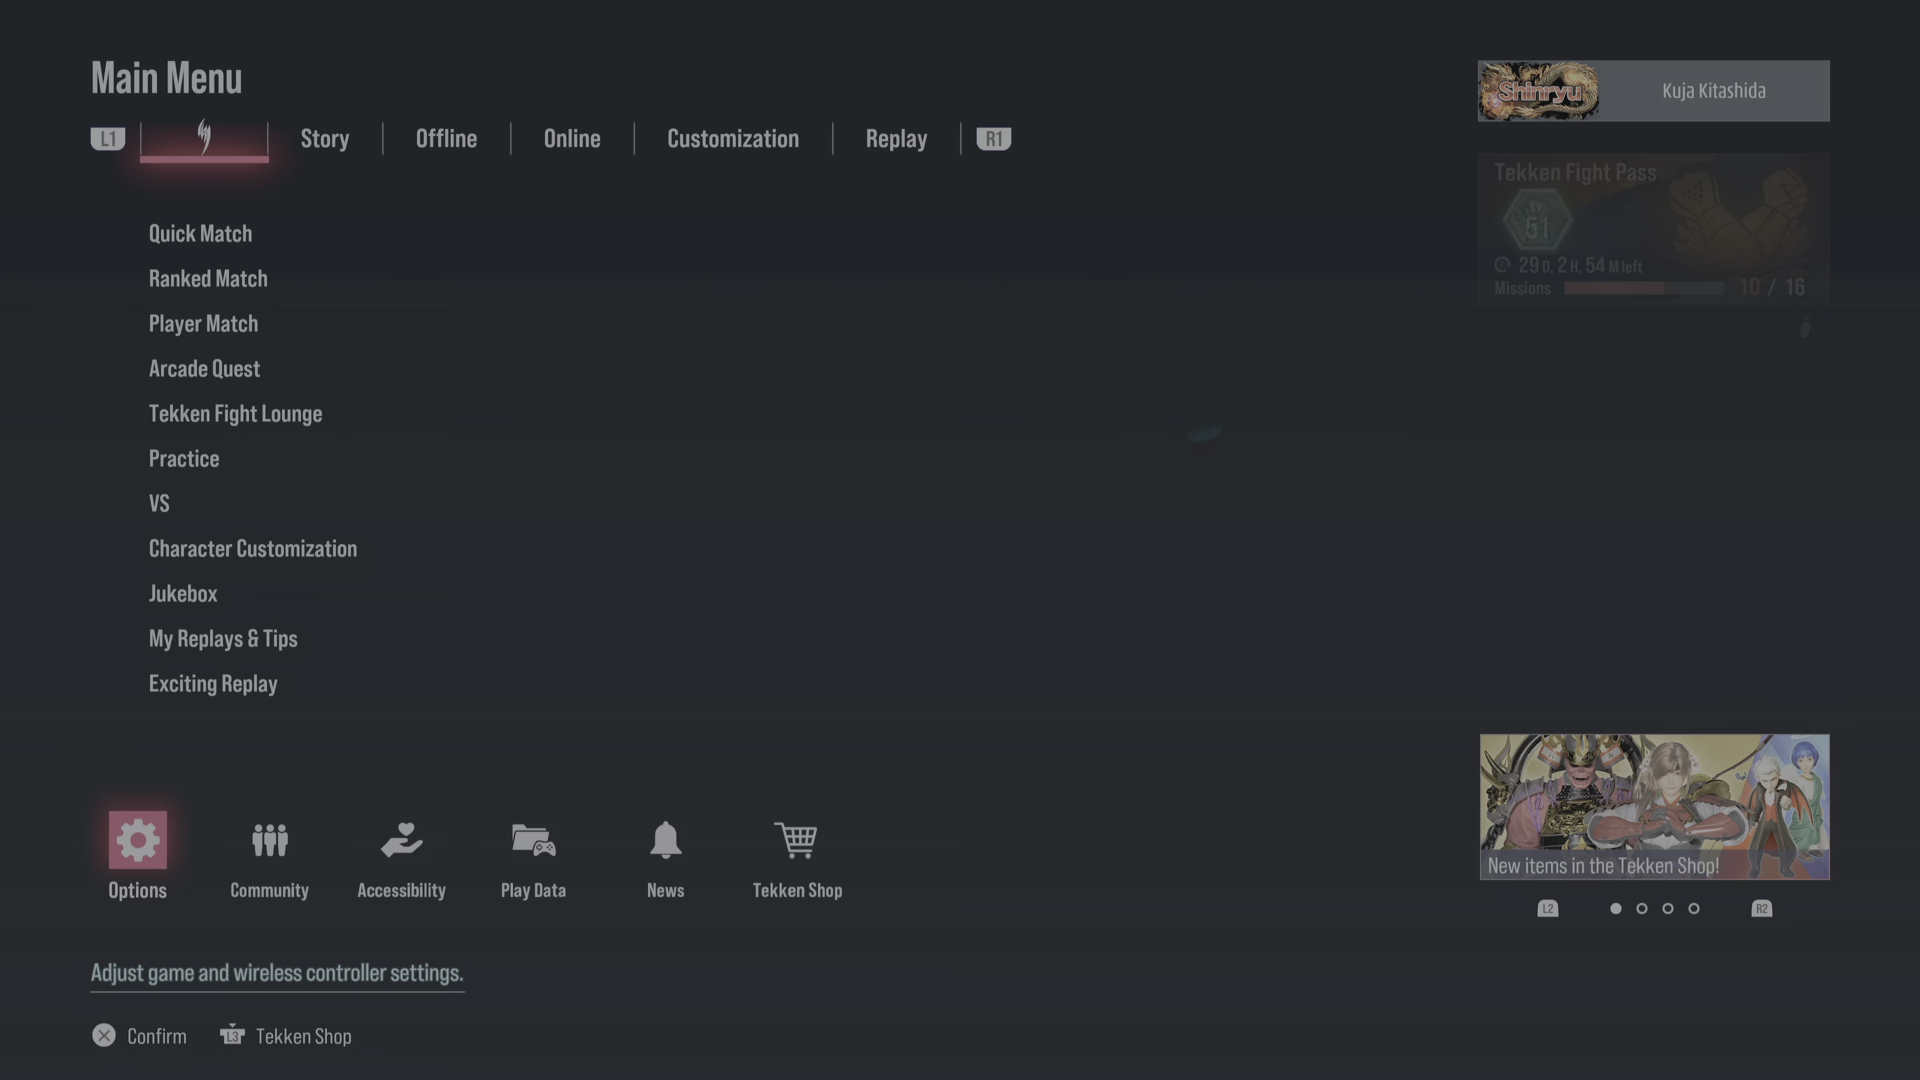 Main Menu
L1
Story
Offline
Online
Customization
Replay
R1
Shinryu
Kuja Kitashida
Tekken Fight Pass
Lv.
51
29 D, 2 H, 54 M left
Missions
10 / 16
Quick Match
Ranked Match
Player Match
Arcade Quest
Tekken Fight Lounge
Practice
VS
Character Customization
Jukebox
My Replays & Tips
Exciting Replay
New items in the Tekken Shop!
L2
R2
Options
Community
Accessibility
Play Data
News
Tekken Shop
Adjust game and wireless controller settings.
Confirm
L3
Tekken Shop